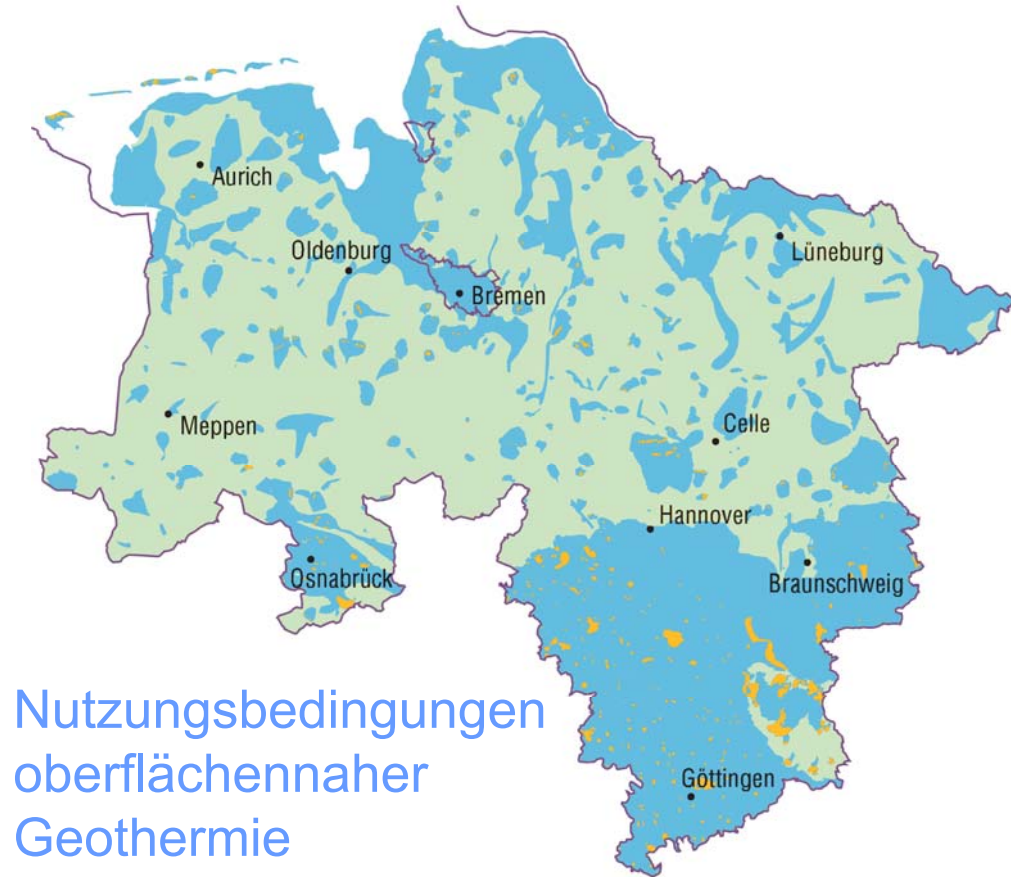 Aurich
Lüneburg
Oldenburg
Bremen
Meppen
Celle
Hannover
Osnabrück
Braunschweig
Göttingen
Nutzungsbedingungen
oberflächennaher
Geothermie